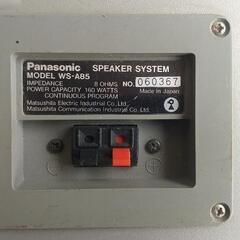 Panasonic SPEAKER SYSTEM
MODEL WS-A85
IMPEDANCE 8 OHMS NO. 060367
POWER CAPACITY 160 WATTS Made in Japan
CONTINUOUS PROGRAM
Matsushita Electric Industrial Co., Ltd.
Matsushita Communication Industrial Co., Ltd.